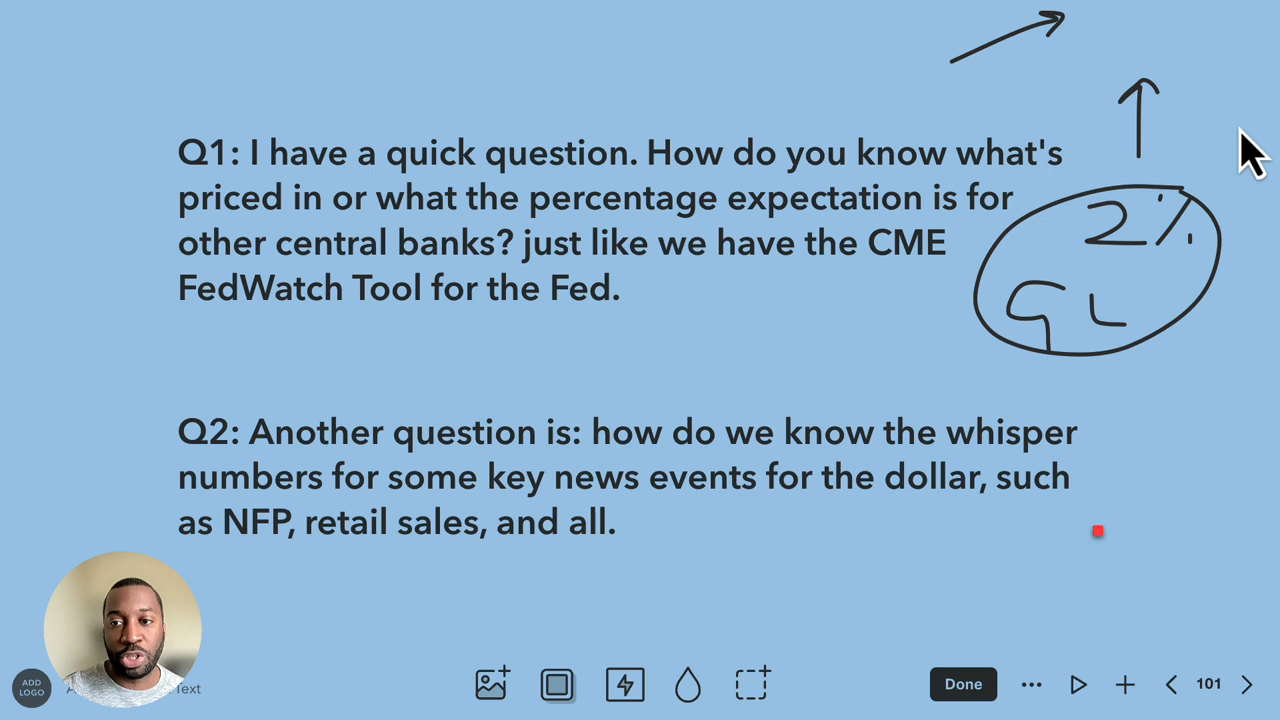 Q1: I have a quick question. How do you know what's
priced in or what the percentage expectation is for
other central banks? just like we have the CME
FedWatch Tool for the Fed.
2%
Q2: Another question is: how do we know the whisper
numbers for some key news events for the dollar, such
as NFP, retail sales, and all.
ADD
LOGO
Text
Done
101